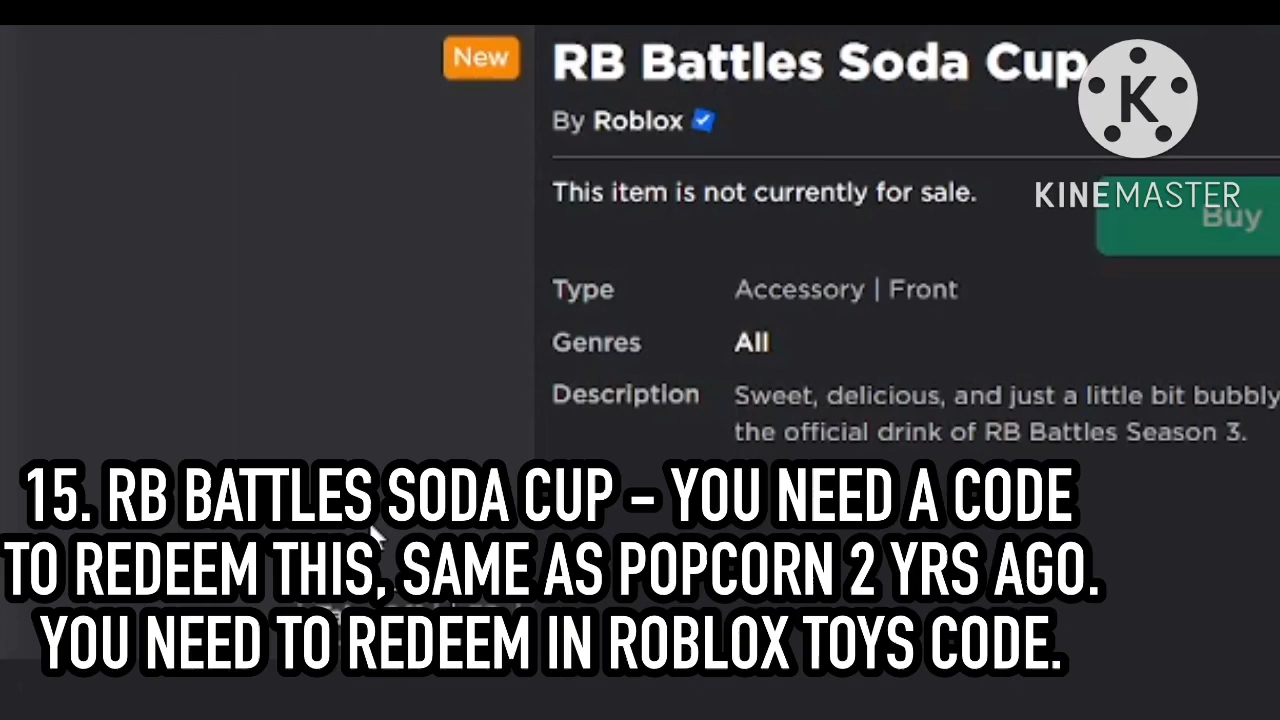 New
RB Battles Soda Cup
By Roblox
K
KINEMASTER
This item is not currently for sale.
Buy
Type Accessory | Front
Genres All
Description Sweet, delicious, and just a little bit bubbly
the official drink of RB Battles Season 3.
15. RB BATTLES SODA CUP – YOU NEED A CODE
TO REDEEM THIS, SAME AS POPCORN 2 YRS AGO.
YOU NEED TO REDEEM IN ROBLOX TOYS CODE.